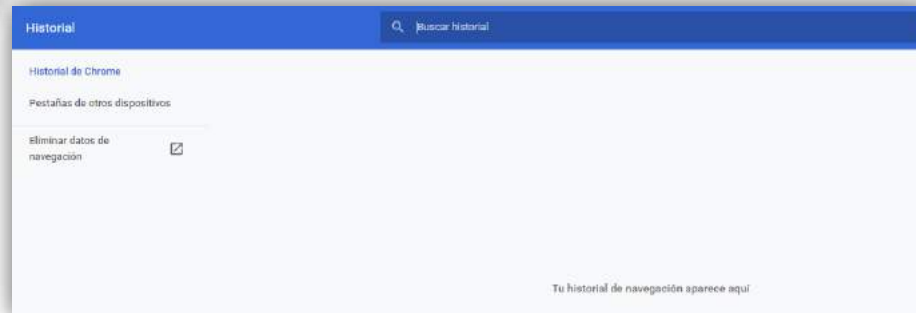 Historial
Buscar historial
Historial de Chrome
Pestañas de otros dispositivos
Eliminar datos de
navegación
Tu historial de navegación aparece aquí